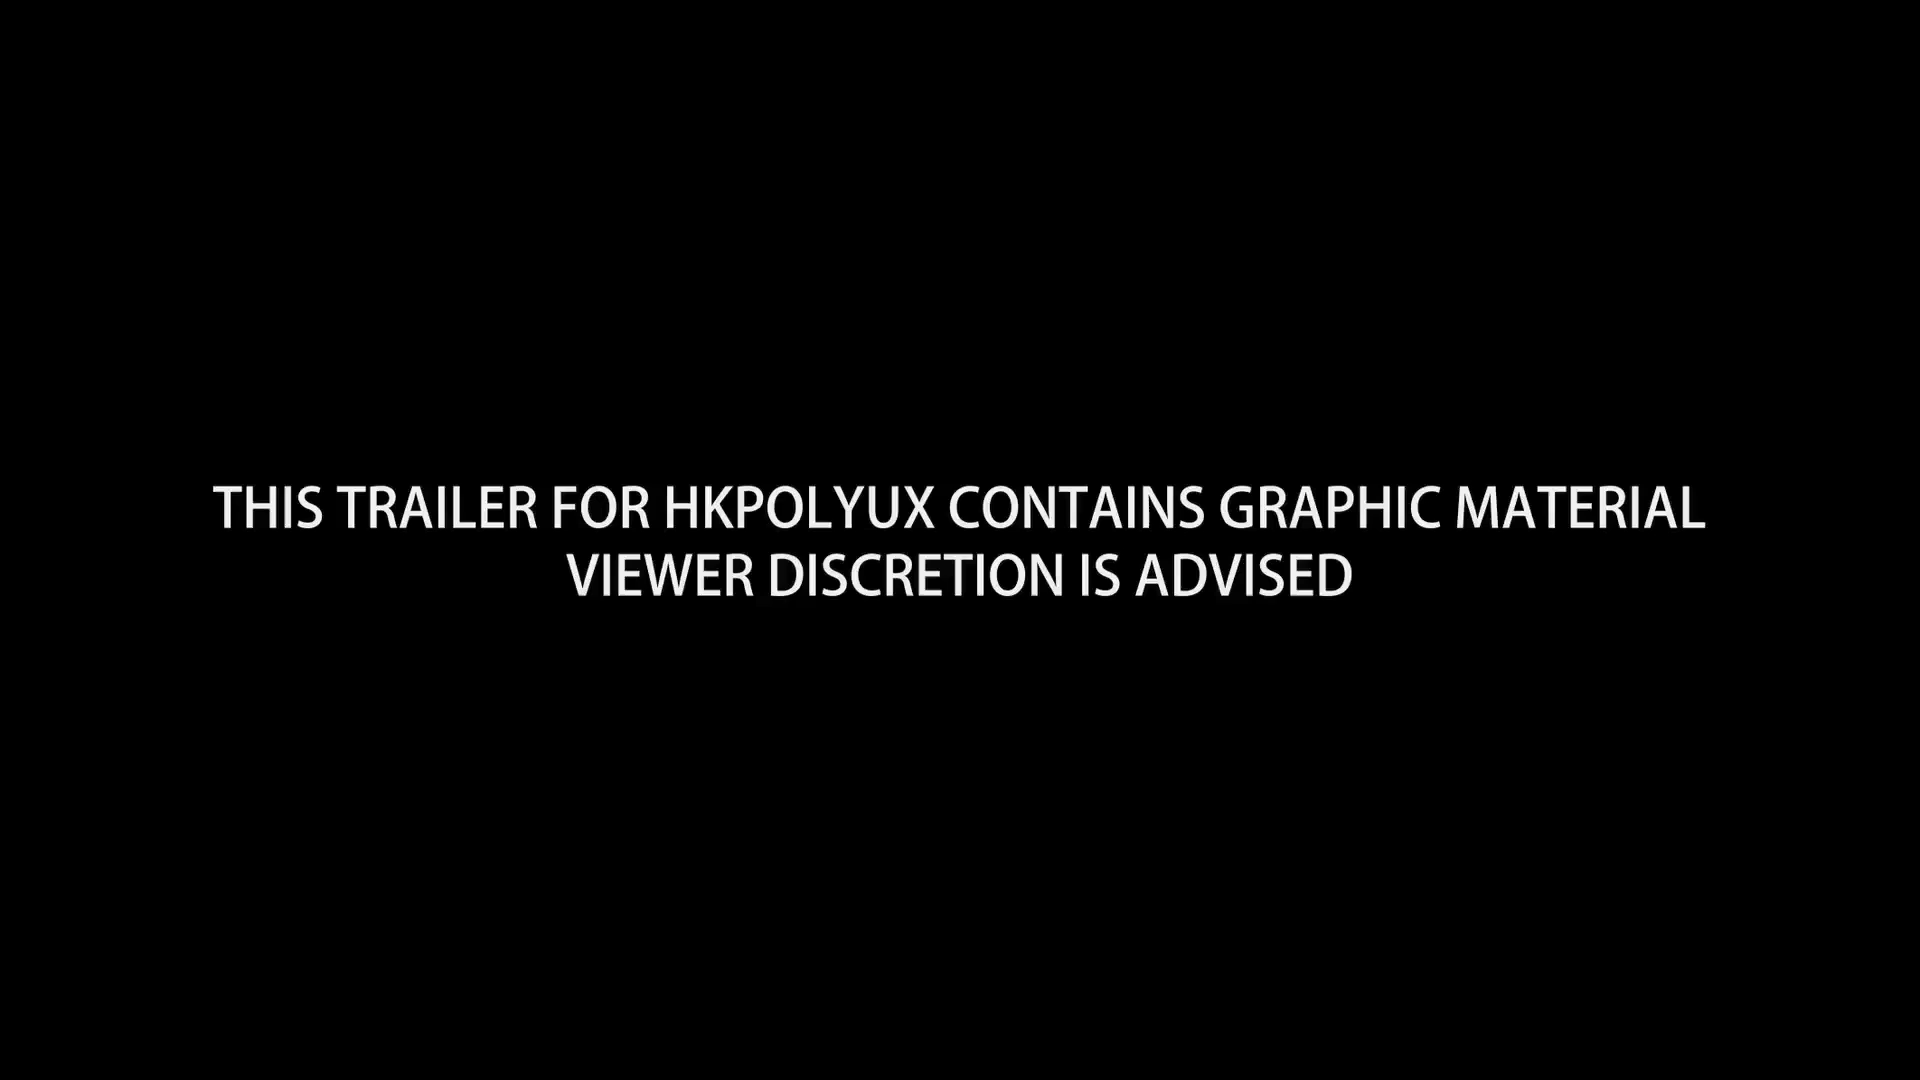 THIS TRAILER FOR HKPOLYUX CONTAINS GRAPHIC MATERIAL
VIEWER DISCRETION IS ADVISED